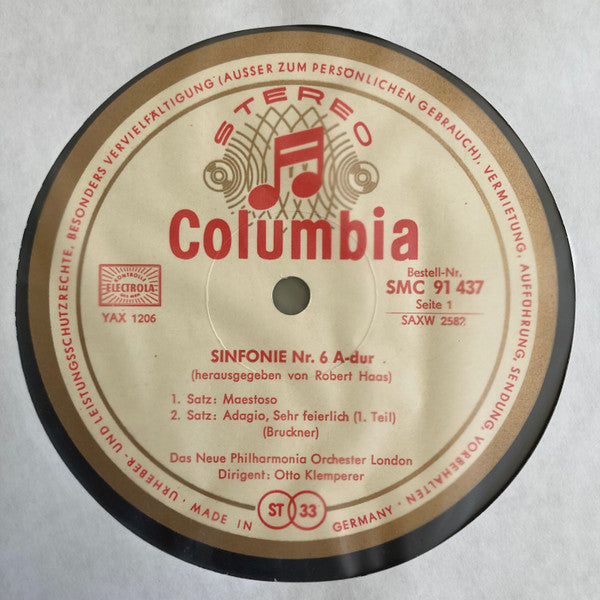 URHEBER- UND LEISTUNGSSCHUTZRECHTE, BESONDERS VERVIELFÄLTIGUNG (AUSSER ZUM PERSÖNLICHEN GEBRAUCH), VERMIETUNG, AUFFÜHRUNG, SENDUNG, VORBEHALTEN ·
STEREO
Columbia
ELECTROLA
YAX 1206
Bestell-Nr.
SMC 91 437
Seite 1
SAXW 2582
SINFONIE Nr. 6 A-dur
(herausgegeben von Robert Haas)
1. Satz: Maestoso
2. Satz: Adagio, Sehr feierlich (1. Teil)
(Bruckner)
Das Neue Philharmonia Orchester London
Dirigent: Otto Klemperer
MADE IN
ST 33
GERMANY